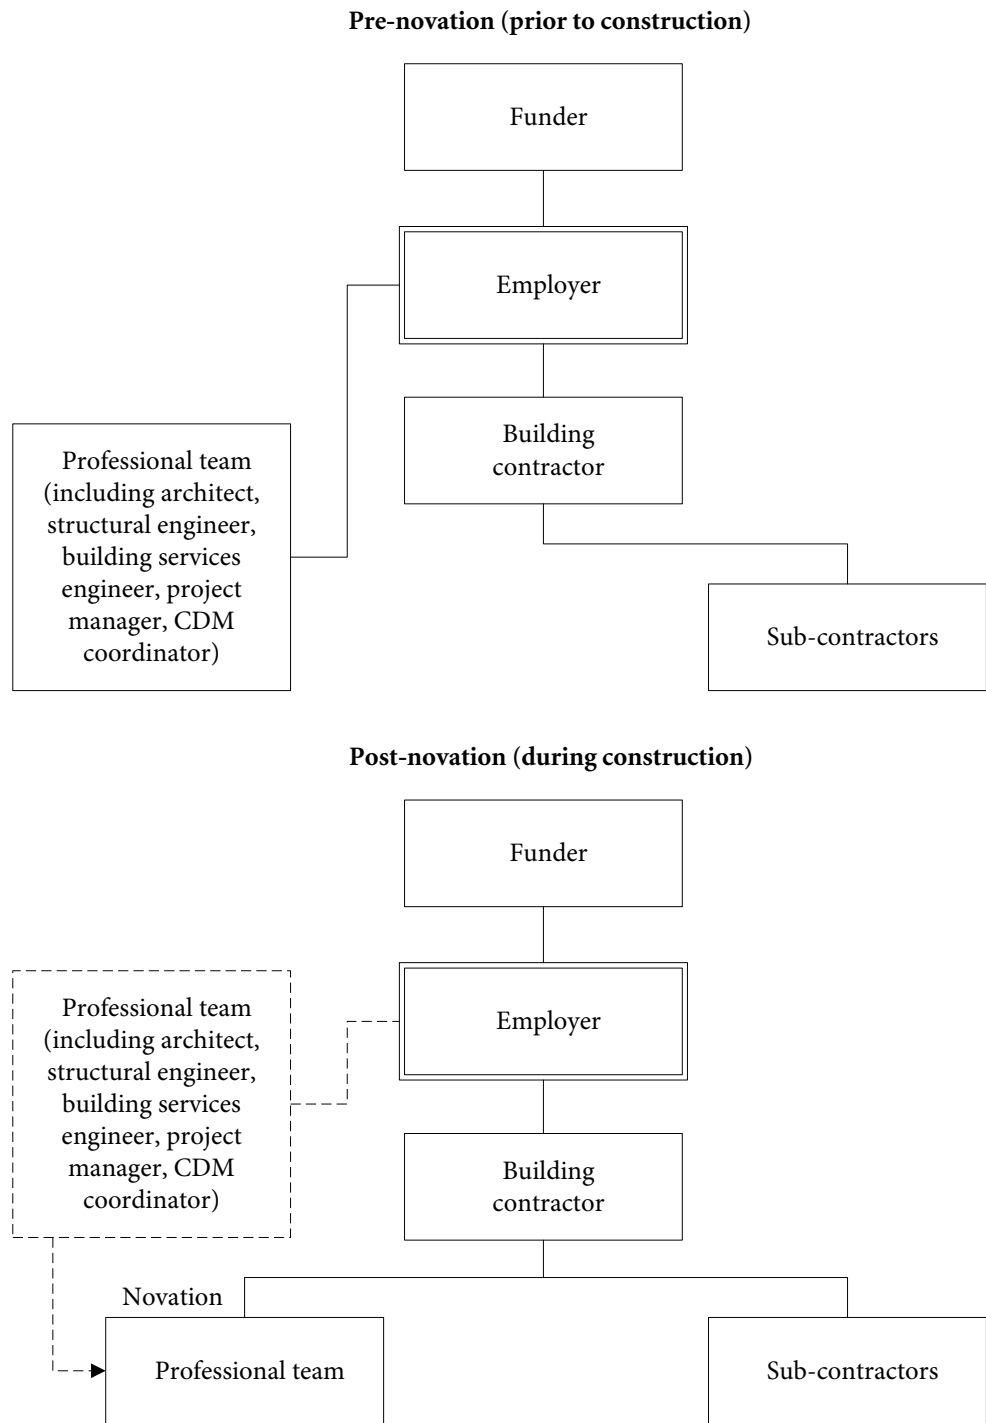 Pre-novation (prior to construction)
Funder
Employer
Building
contractor
Professional team
(including architect,
structural engineer,
building services
engineer, project
manager, CDM
coordinator)
Sub-contractors
Post-novation (during construction)
Funder
Employer
Professional team
(including architect,
structural engineer,
building services
engineer, project
manager, CDM
coordinator)
Building
contractor
Novation
Professional team
Sub-contractors